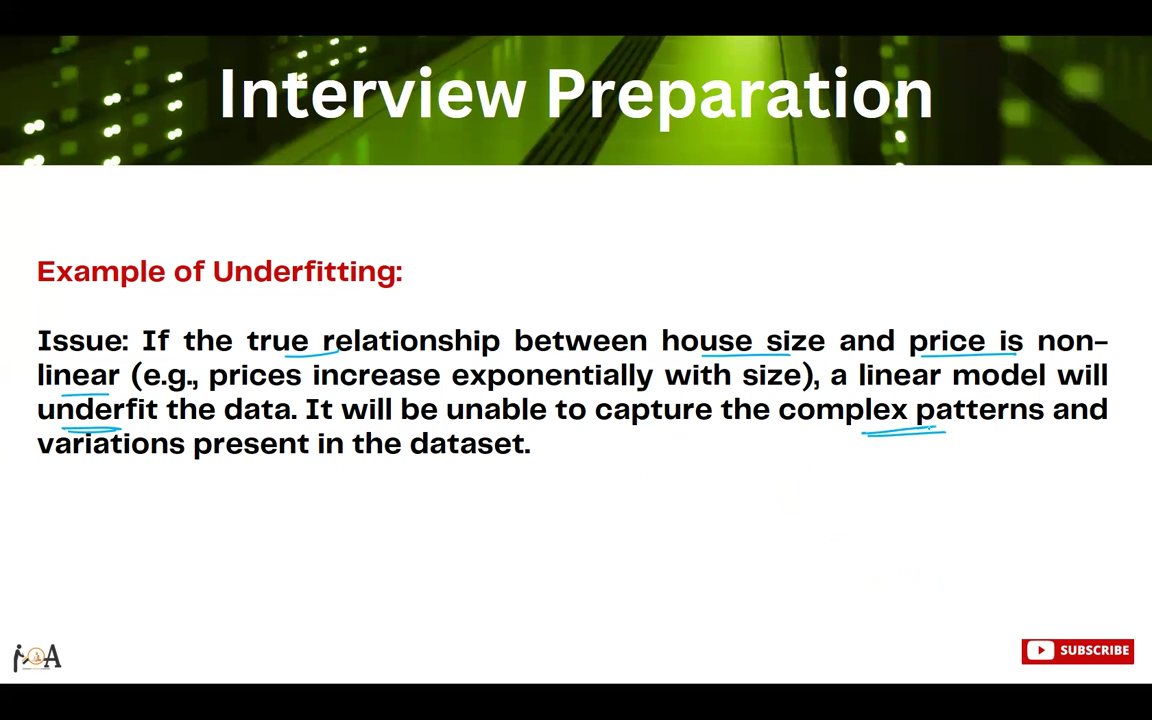 Interview Preparation
Example of Underfitting:
Issue: If the true relationship between house size and price is non-
linear (e.g., prices increase exponentially with size), a linear model will
underfit the data. It will be unable to capture the complex patterns and
variations present in the dataset.
SUBSCRIBE